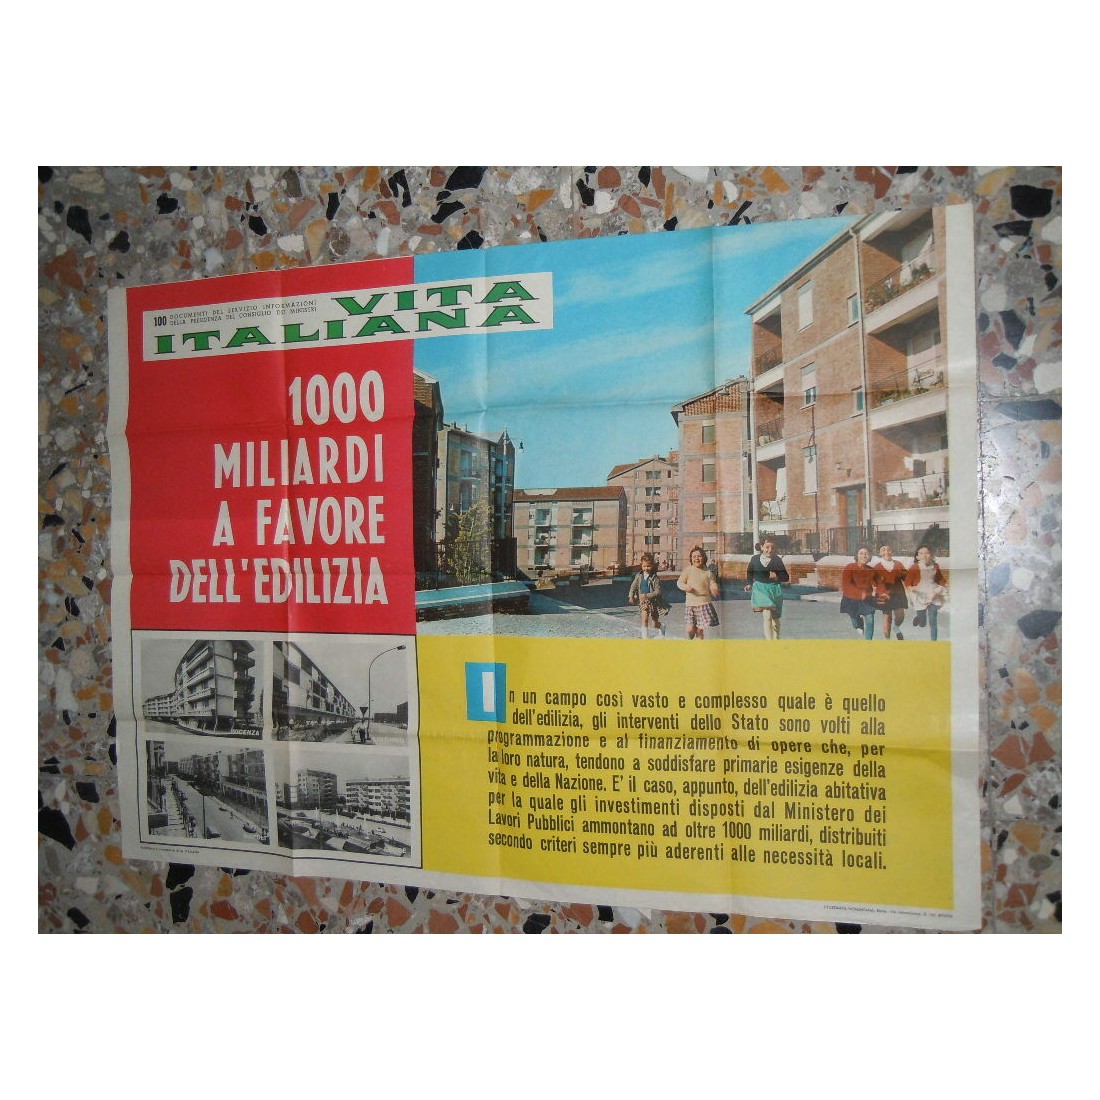 100 DOCUMENTI DEL SERVIZIO INFORMAZIONI
DELLA PRESIDENZA DEL CONSIGLIO DEI MINISTRI
VITA
ITALIANA
1000
MILIARDI
A FAVORE
DELL'EDILIZIA
VICENZA
In un campo così vasto e complesso quale è quello
dell'edilizia, gli interventi dello Stato sono volti alla
programmazione e al finanziamento di opere che, per
la loro natura, tendono a soddisfare primarie esigenze della
vita e della Nazione. E' il caso, appunto, dell'edilizia abitativa
per la quale gli investimenti disposti dal Ministero dei
Lavori Pubblici ammontano ad oltre 1000 miliardi, distribuiti
secondo criteri sempre più aderenti alle necessità locali.